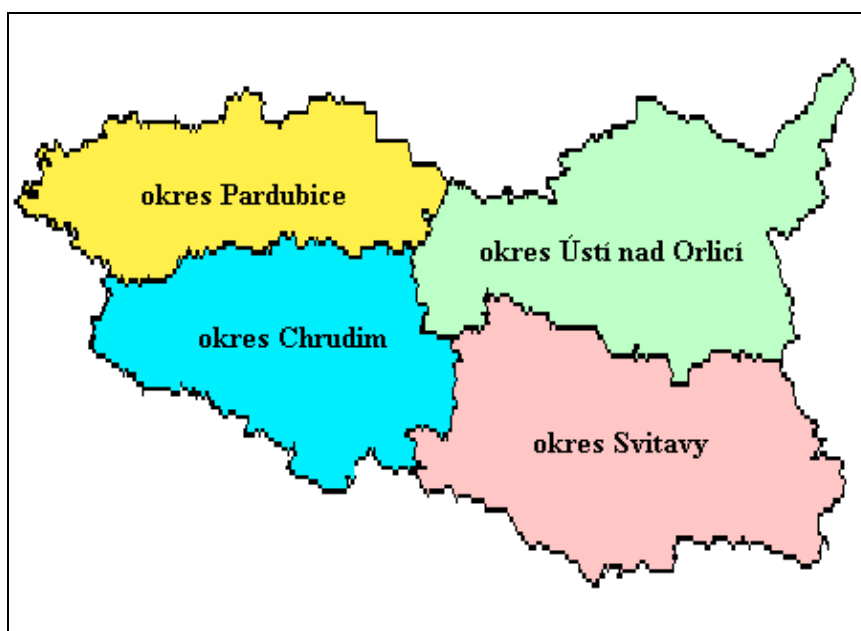 okres Pardubice
okres Ústí nad Orlicí
okres Chrudim
okres Svitavy